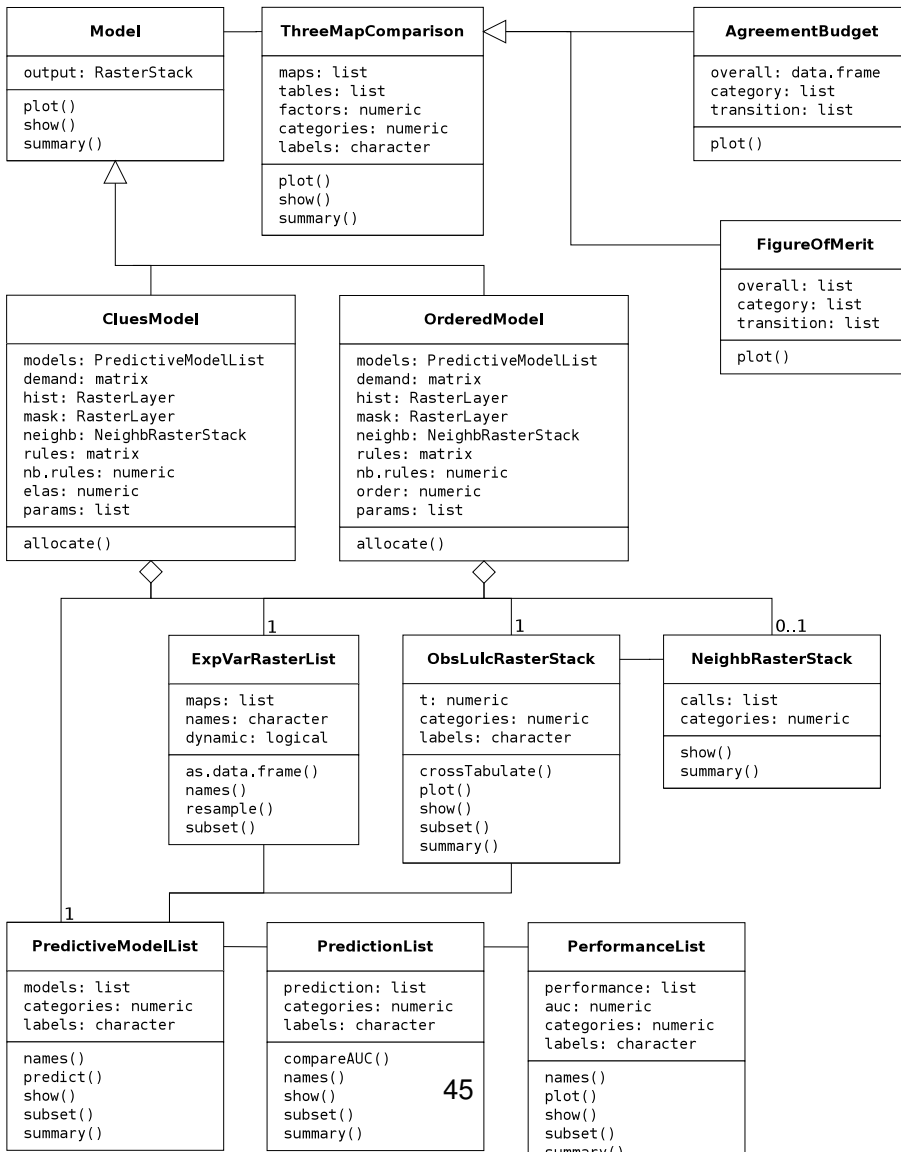 Model
output: RasterStack
plot()
show()
summary()
ThreeMapComparison
maps: list
tables: list
factors: numeric
categories: numeric
labels: character
plot()
show()
summary()
AgreementBudget
overall: data.frame
category: list
transition: list
plot()
FigureOfMerit
overall: list
category: list
transition: list
plot()
CluesModel
models: PredictiveModelList
demand: matrix
hist: RasterLayer
mask: RasterLayer
neighb: NeighbRasterStack
rules: matrix
nb.rules: numeric
elas: numeric
params: list
allocate()
OrderedModel
models: PredictiveModelList
demand: matrix
hist: RasterLayer
mask: RasterLayer
neighb: NeighbRasterStack
rules: matrix
nb.rules: numeric
order: numeric
params: list
allocate()
1
ExpVarRasterList
maps: list
names: character
dynamic: logical
as.data.frame()
names()
resample()
subset()
1
ObsLulcRasterStack
t: numeric
categories: numeric
labels: character
crossTabulate()
plot()
show()
subset()
summary()
0..1
NeighbRasterStack
calls: list
categories: numeric
show()
summary()
1
PredictiveModelList
models: list
categories: numeric
labels: character
names()
predict()
show()
subset()
summary()
PredictionList
prediction: list
categories: numeric
labels: character
compareAUC()
names()
show()
subset()
summary()
45
PerformanceList
performance: list
auc: numeric
categories: numeric
labels: character
names()
plot()
show()
subset()
summary()